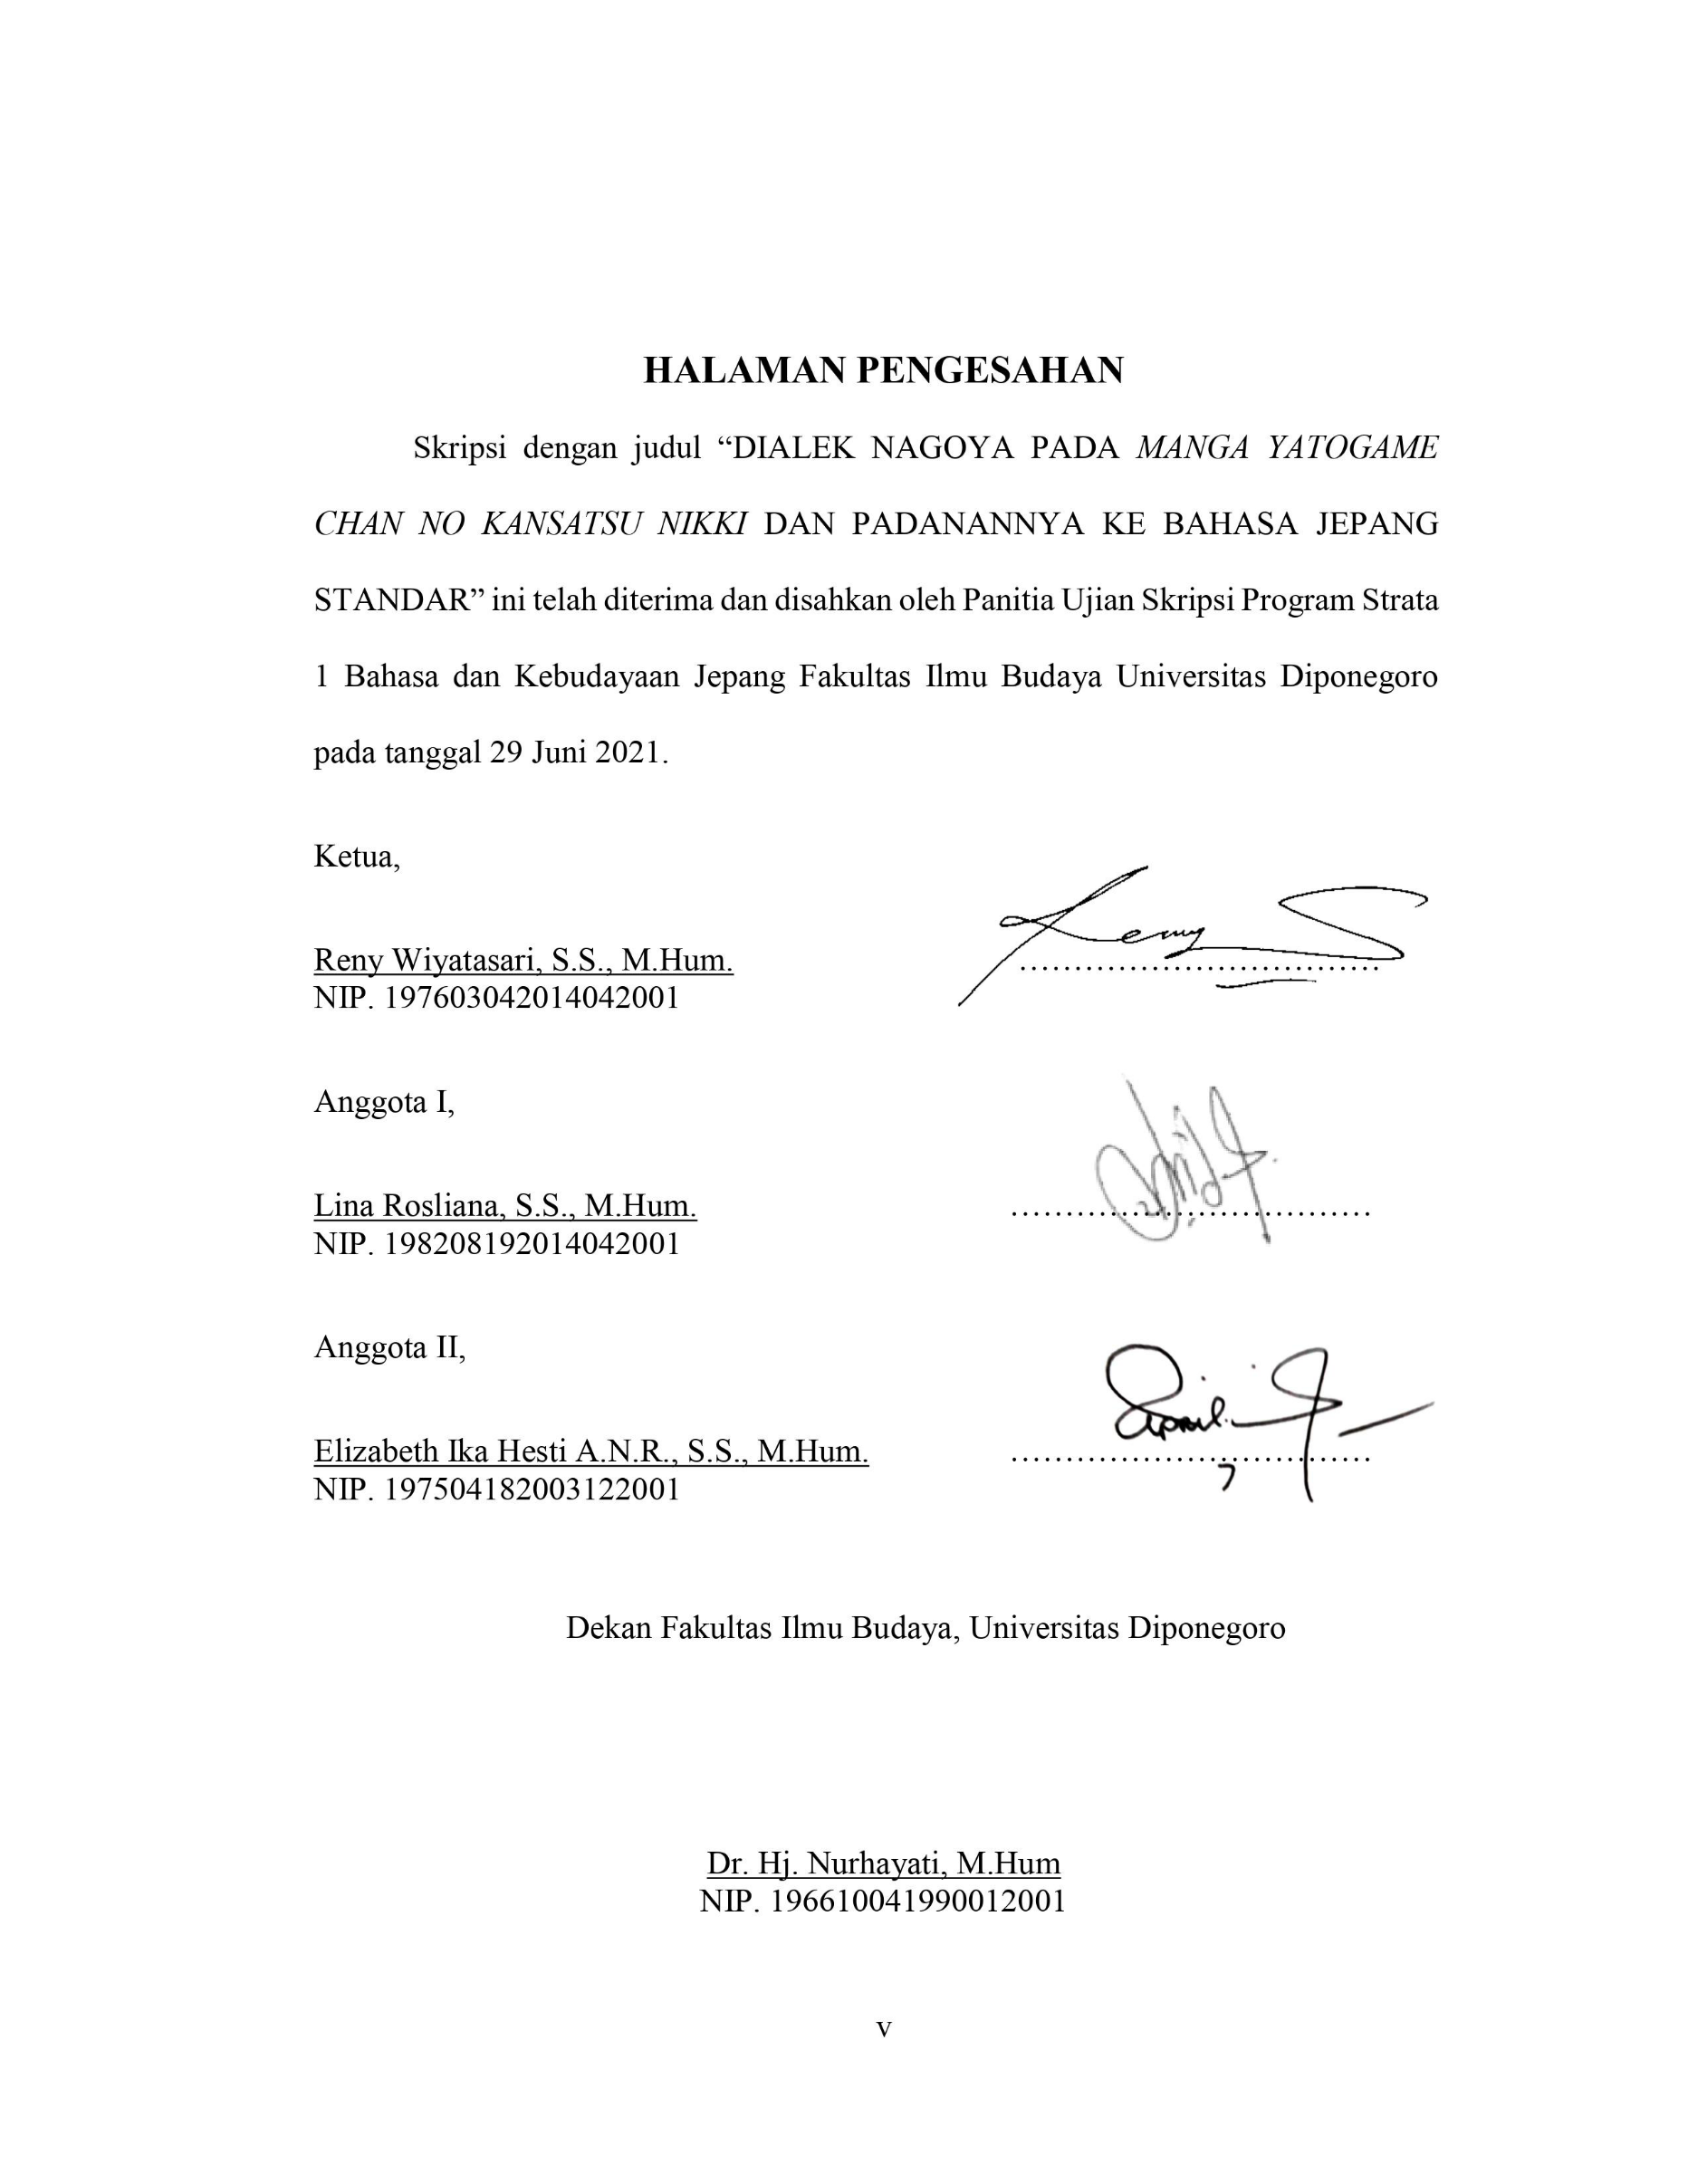 HALAMAN PENGESAHAN
Skripsi dengan judul “DIALEK NAGOYA PADA MANGA YATOGAME
CHAN NO KANSATSU NIKKI DAN PADANANNYA KE BAHASA JEPANG
STANDAR” ini telah diterima dan disahkan oleh Panitia Ujian Skripsi Program Strata
1 Bahasa dan Kebudayaan Jepang Fakultas Ilmu Budaya Universitas Diponegoro
pada tanggal 29 Juni 2021.
Ketua,
Reny Wiyatasari, S.S., M.Hum.
NIP. 197603042014042001
Anggota I,
Lina Rosliana, S.S., M.Hum.
NIP. 198208192014042001
Anggota II,
Elizabeth Ika Hesti A.N.R., S.S., M.Hum.
NIP. 197504182003122001
Dekan Fakultas Ilmu Budaya, Universitas Diponegoro
Dr. Hj. Nurhayati, M.Hum
NIP. 196610041990012001
v